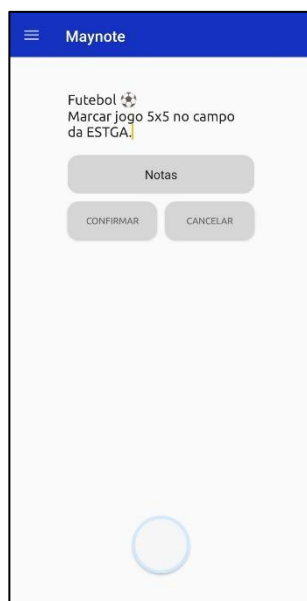 Maynote
Futebol ⚽
Marcar jogo 5x5 no campo
da ESTGA.
Notas
CONFIRMAR CANCELAR